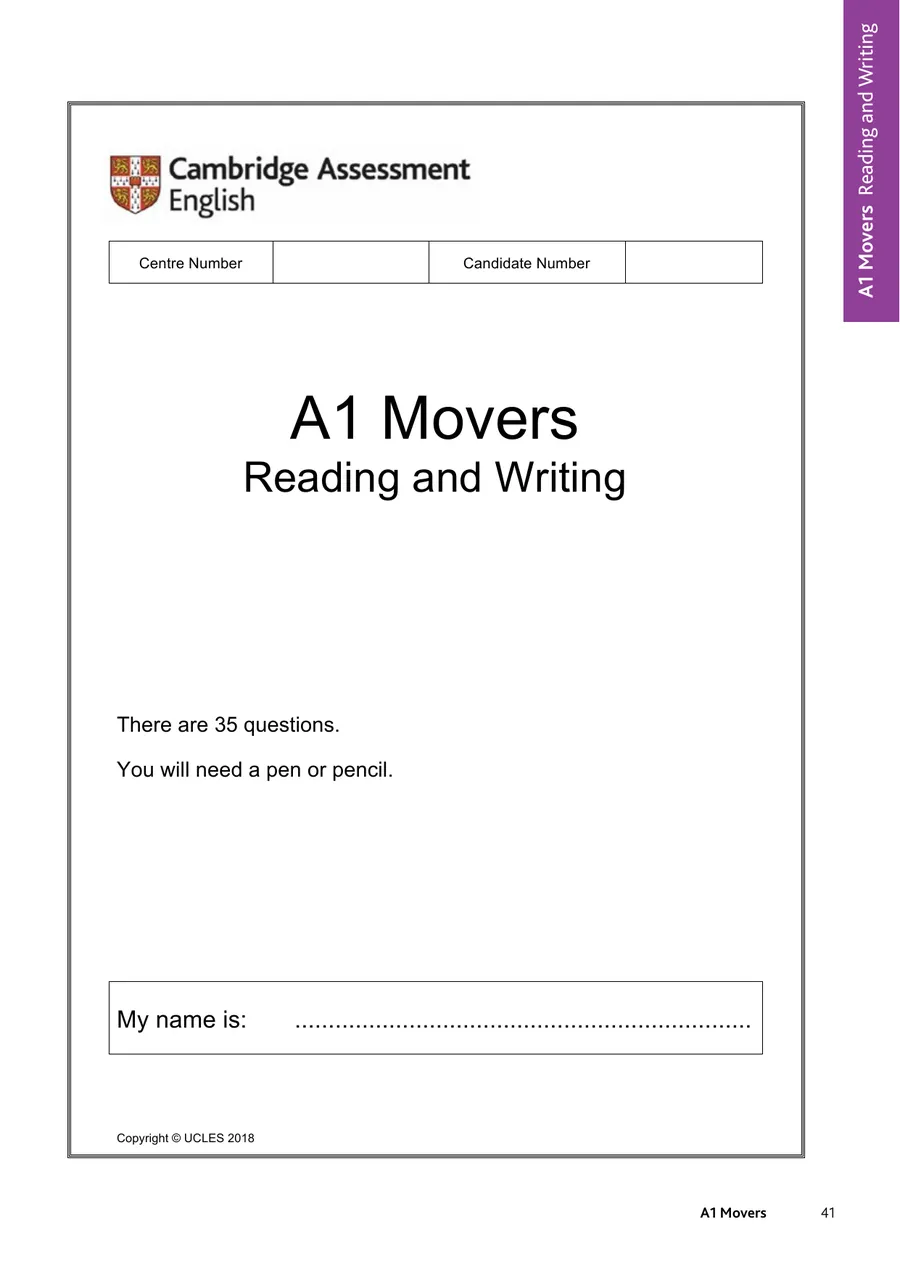 A1 Movers Reading and Writing
Cambridge Assessment
English
Centre Number
Candidate Number
A1 Movers
Reading and Writing
There are 35 questions.
You will need a pen or pencil.
My name is: ....................................................................
Copyright © UCLES 2018
A1 Movers 41